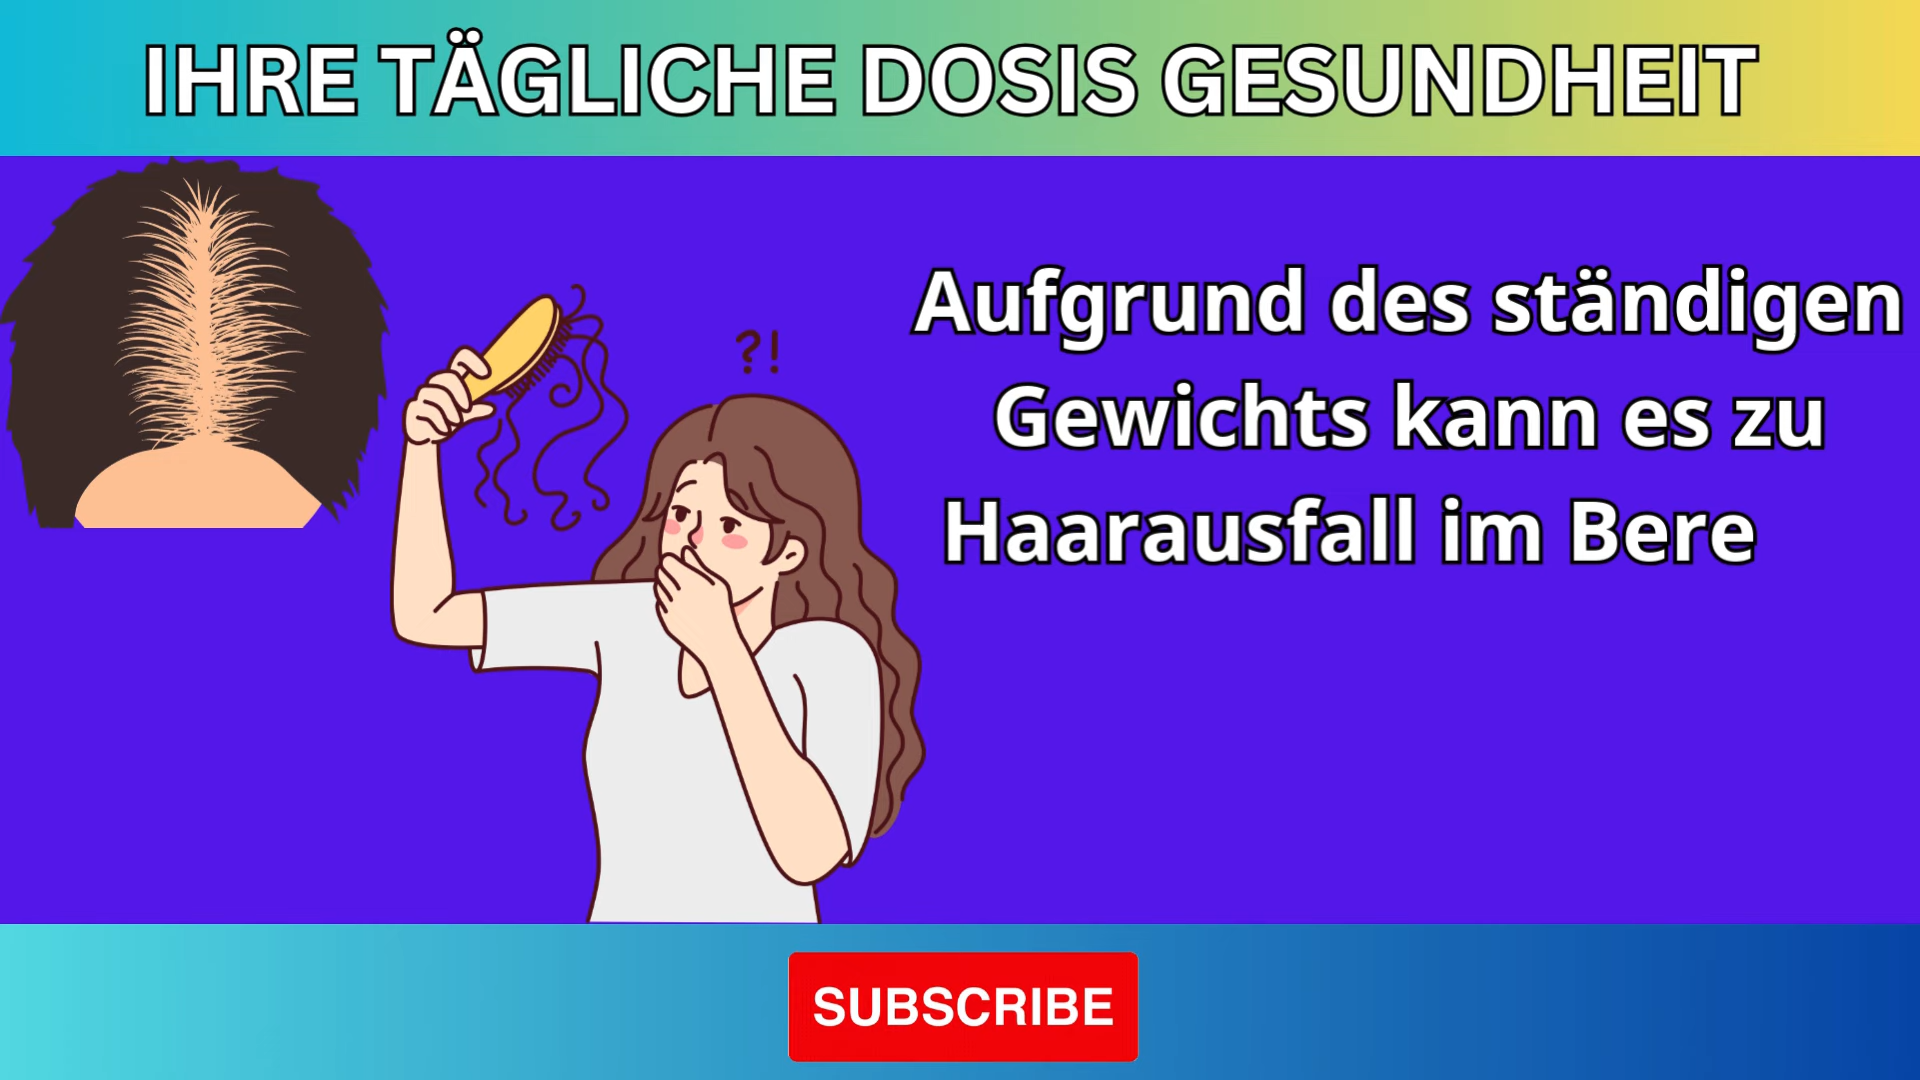 IHRE TÄGLICHE DOSIS GESUNDHEIT
?!
Aufgrund des ständigen
Gewichts kann es zu
Haarausfall im Bere
SUBSCRIBE